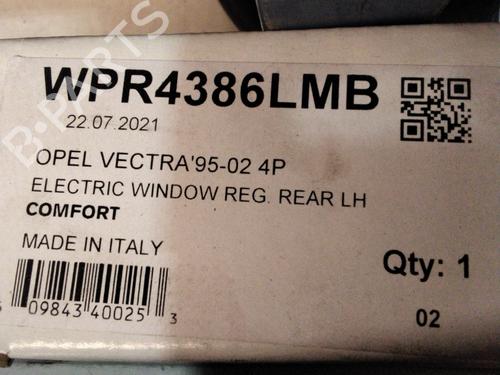 WPR4386LMB
22.07.2021
OPEL VECTRA'95-02 4P
ELECTRIC WINDOW REG. REAR LH
COMFORT
MADE IN ITALY
Qty: 1
09843 40025 3
02
B-PARTS